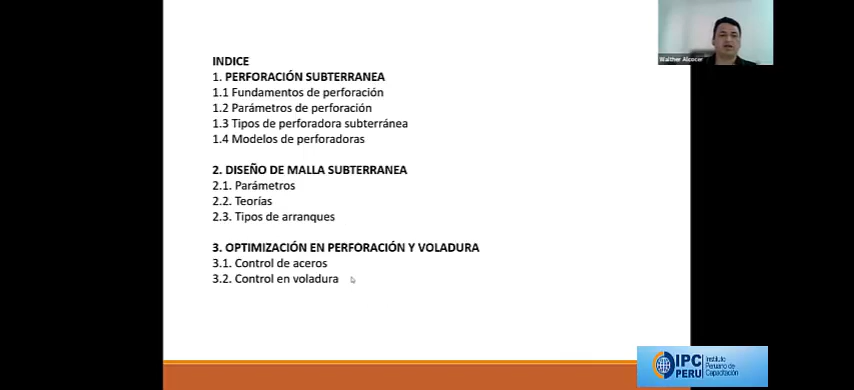 INDICE
1. PERFORACIÓN SUBTERRANEA
1.1 Fundamentos de perforación
1.2 Parámetros de perforación
1.3 Tipos de perforadora subterránea
1.4 Modelos de perforadoras
2. DISEÑO DE MALLA SUBTERRANEA
2.1. Parámetros
2.2. Teorías
2.3. Tipos de arranques
3. OPTIMIZACIÓN EN PERFORACIÓN Y VOLADURA
3.1. Control de aceros
3.2. Control en voladura
Walther Alcocer
IPC
PERU
Instituto
Peruano de
Capacitación